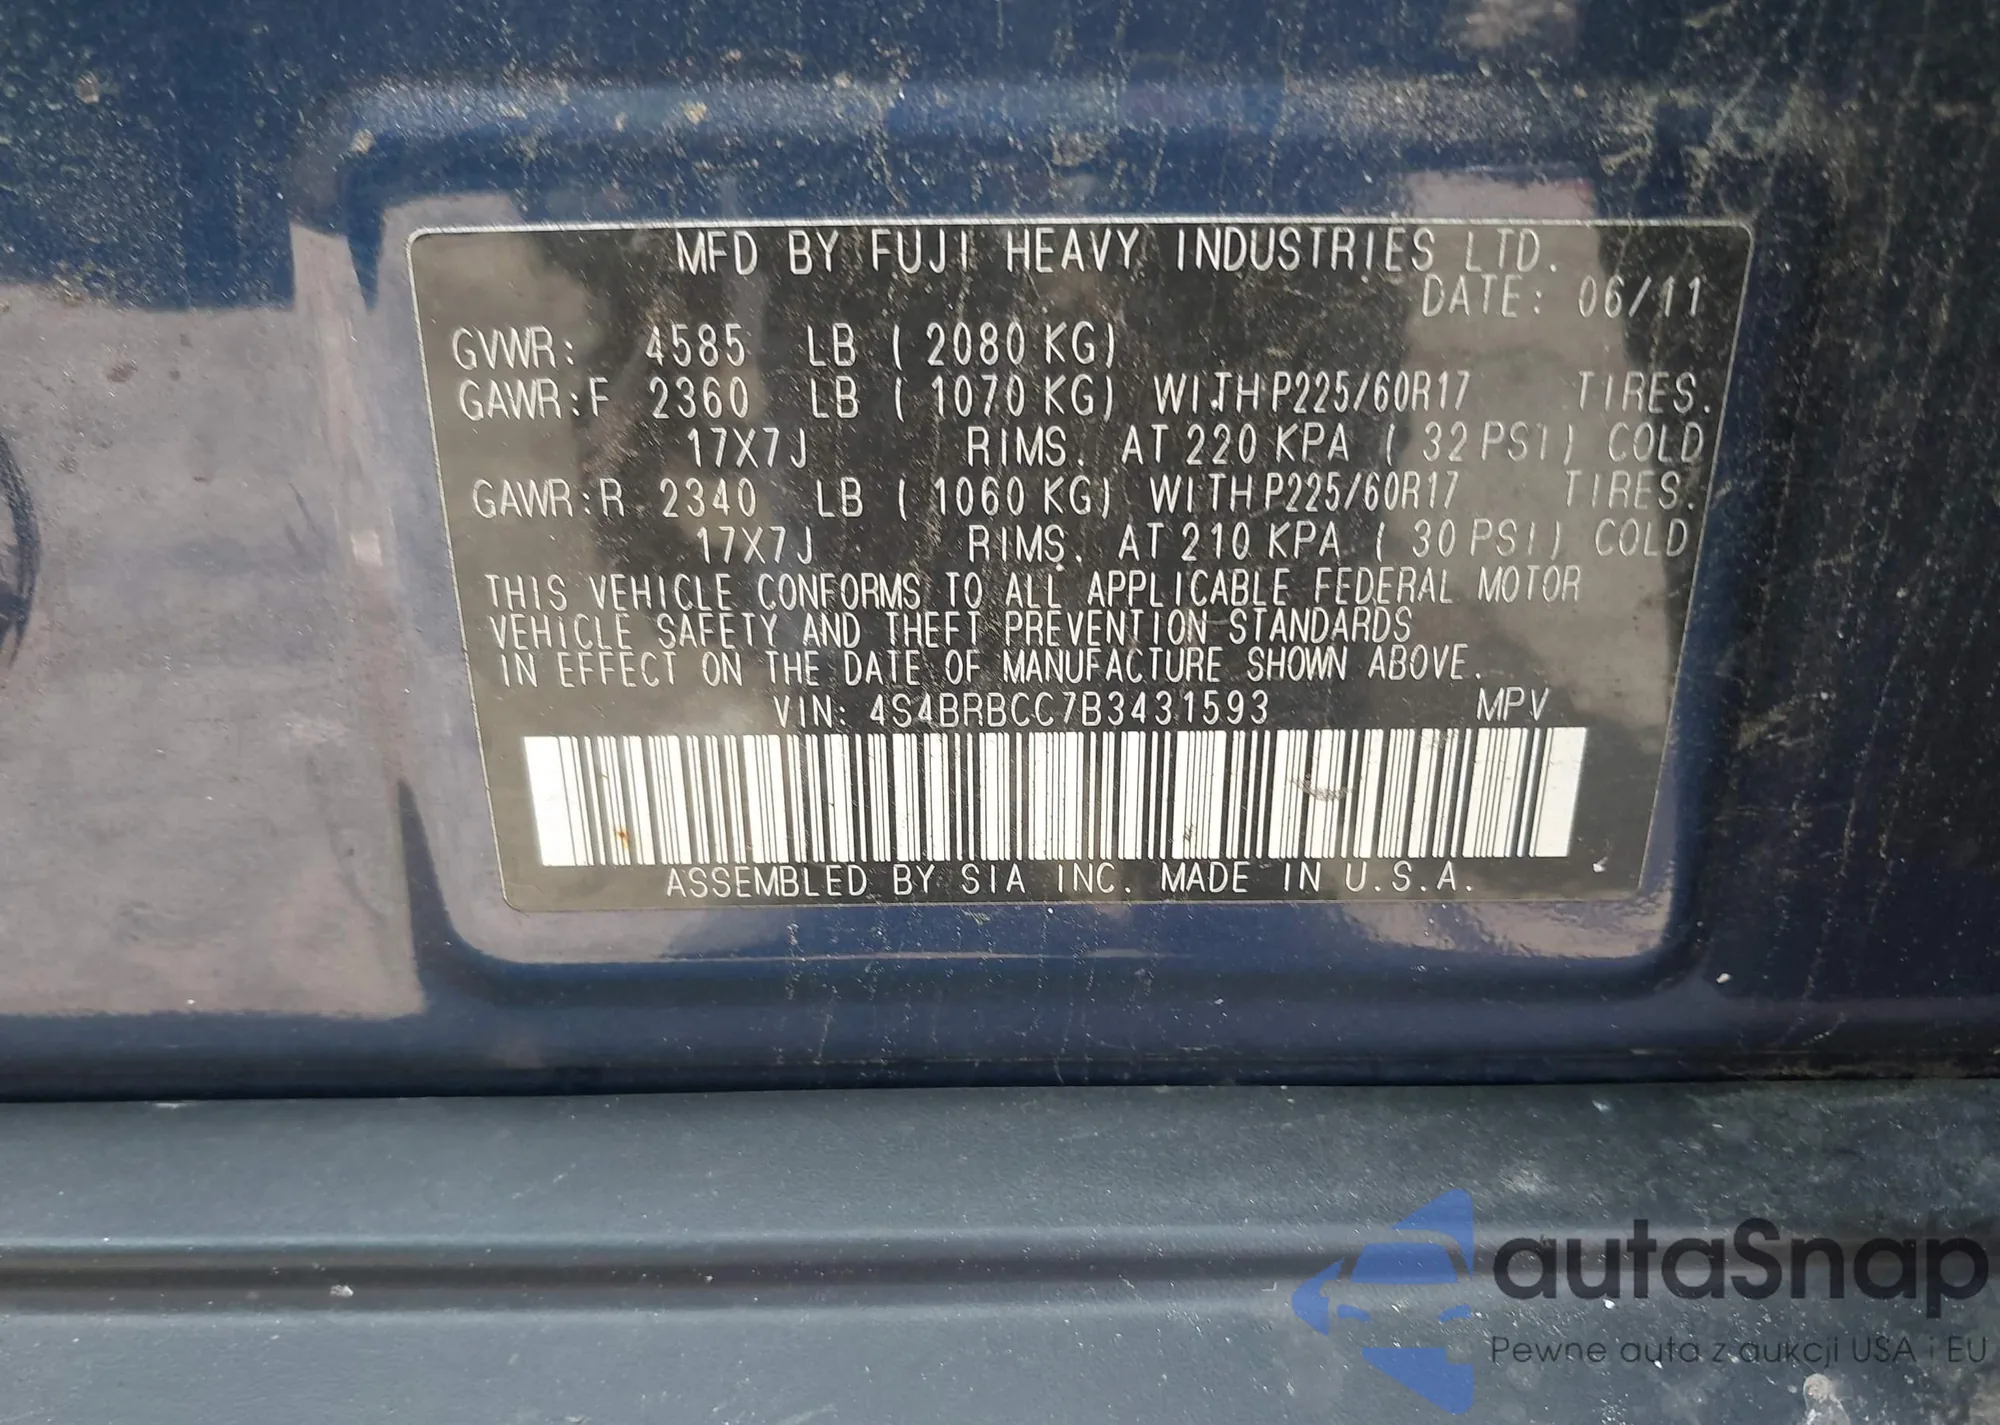 MFD BY FUJI HEAVY INDUSTRIES LTD.
DATE: 06/11
GVWR: 4585 LB ( 2080 KG)
GAWR:F 2360 LB ( 1070 KG) WITH P225/60R17 TIRES.
17X7J RIMS. AT 220 KPA ( 32 PSI) COLD
GAWR:R 2340 LB ( 1060 KG) WITH P225/60R17 TIRES.
17X7J RIMS. AT 210 KPA ( 30 PSI) COLD
THIS VEHICLE CONFORMS TO ALL APPLICABLE FEDERAL MOTOR
VEHICLE SAFETY AND THEFT PREVENTION STANDARDS
IN EFFECT ON THE DATE OF MANUFACTURE SHOWN ABOVE.
VIN: 4S4BRBCC7B3431593 MPV
ASSEMBLED BY SIA INC. MADE IN U.S.A.
autaSnap
Pewne auta z aukcji USA i EU